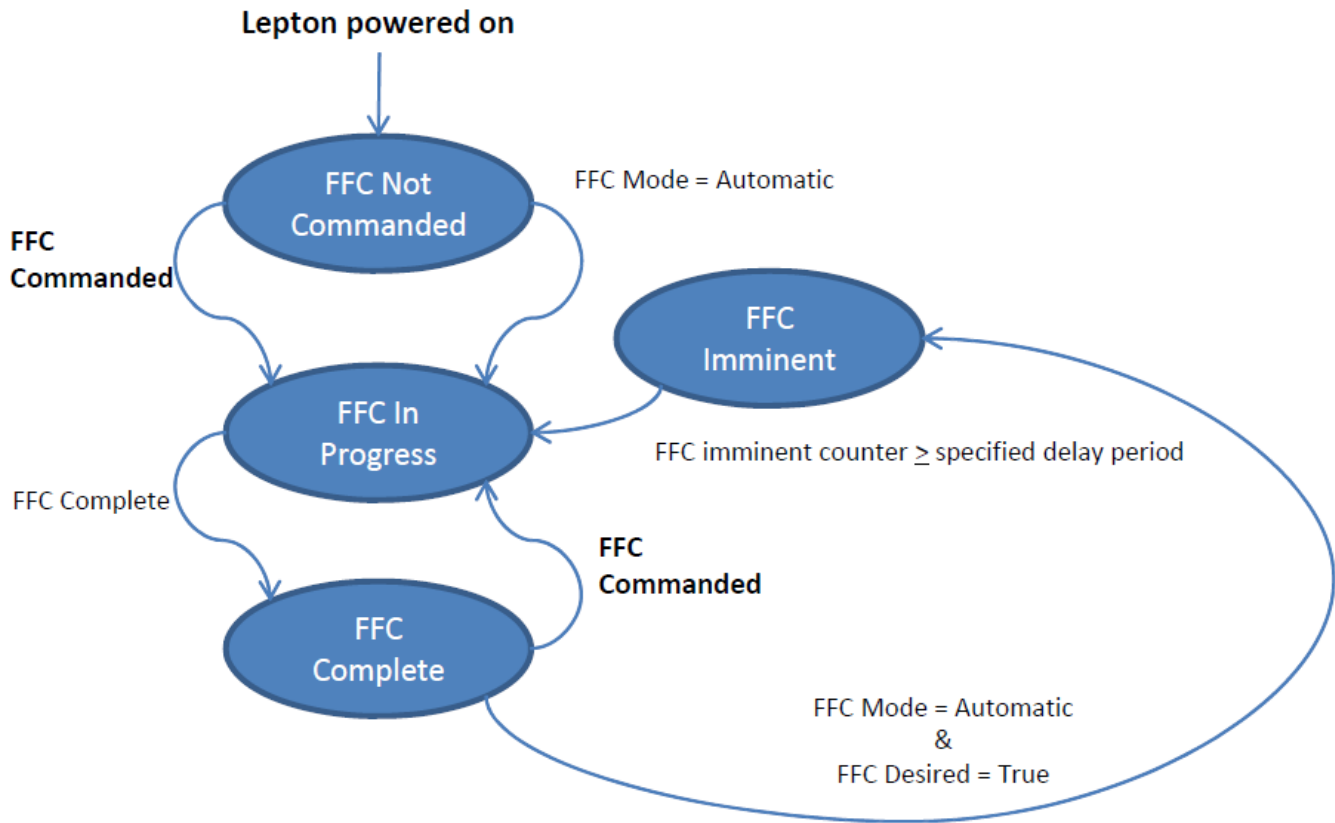 Lepton powered on
FFC Not
Commanded
FFC Mode = Automatic
FFC
Commanded
FFC
Imminent
FFC In
Progress
FFC imminent counter ≥ specified delay period
FFC Complete
FFC
Commanded
FFC
Complete
FFC Mode = Automatic
&
FFC Desired = True